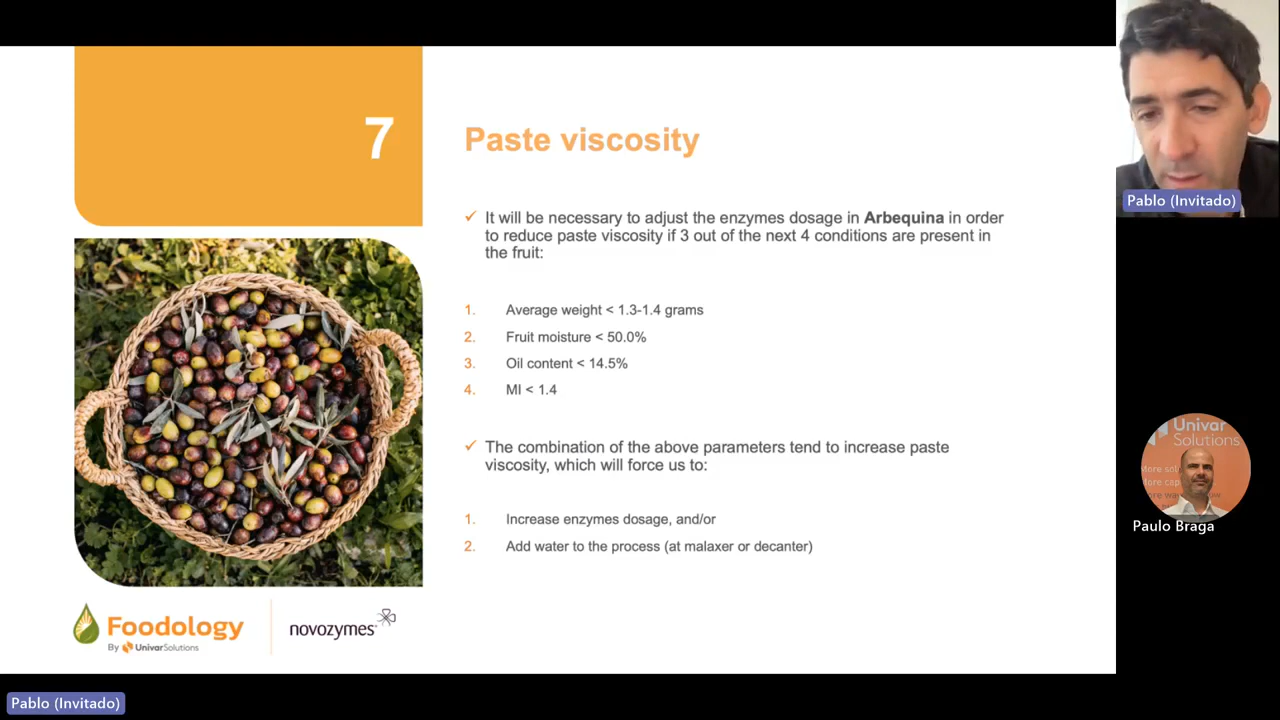 7
Paste viscosity
✓ It will be necessary to adjust the enzymes dosage in Arbequina in order
to reduce paste viscosity if 3 out of the next 4 conditions are present in
the fruit:
1. Average weight < 1.3-1.4 grams
2. Fruit moisture < 50.0%
3. Oil content < 14.5%
4. MI < 1.4
✓ The combination of the above parameters tend to increase paste
viscosity, which will force us to:
1. Increase enzymes dosage, and/or
2. Add water to the process (at malaxer or decanter)
Foodology
By UnivarSolutions
novozymes
Pablo (Invitado)
Univar
Solutions
Paulo Braga
Pablo (Invitado)